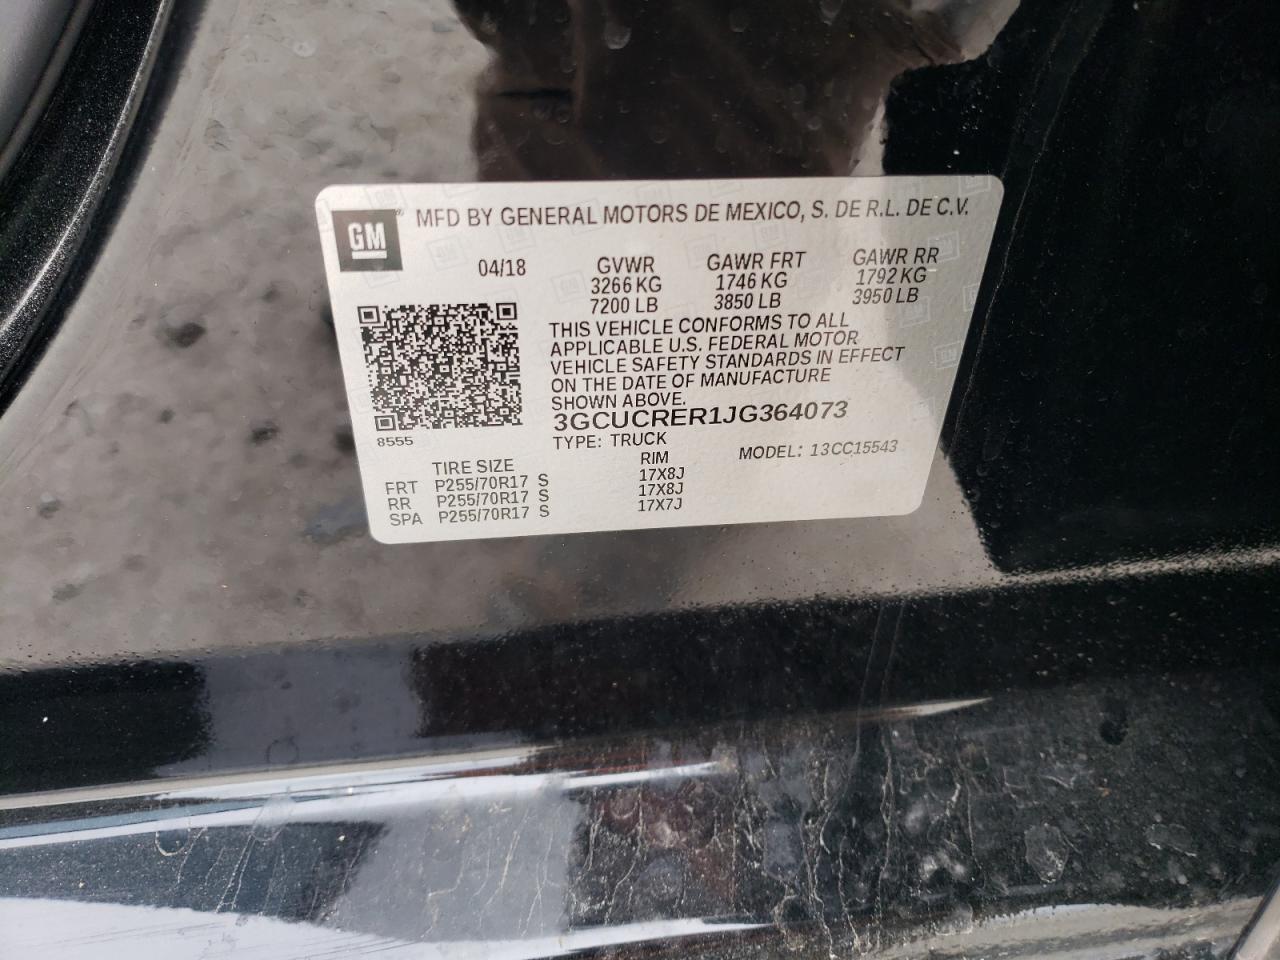 GM
MFD BY GENERAL MOTORS DE MEXICO, S. DE R.L. DE C.V.
04/18 GVWR GAWR FRT GAWR RR
3266 KG 1746 KG 1792 KG
7200 LB 3850 LB 3950 LB
THIS VEHICLE CONFORMS TO ALL
APPLICABLE U.S. FEDERAL MOTOR
VEHICLE SAFETY STANDARDS IN EFFECT
ON THE DATE OF MANUFACTURE
SHOWN ABOVE.
3GCUCRER1JG364073
8555 TYPE: TRUCK MODEL: 13CC15543
TIRE SIZE RIM
FRT P255/70R17 S 17X8J
RR P255/70R17 S 17X8J
SPA P255/70R17 S 17X7J